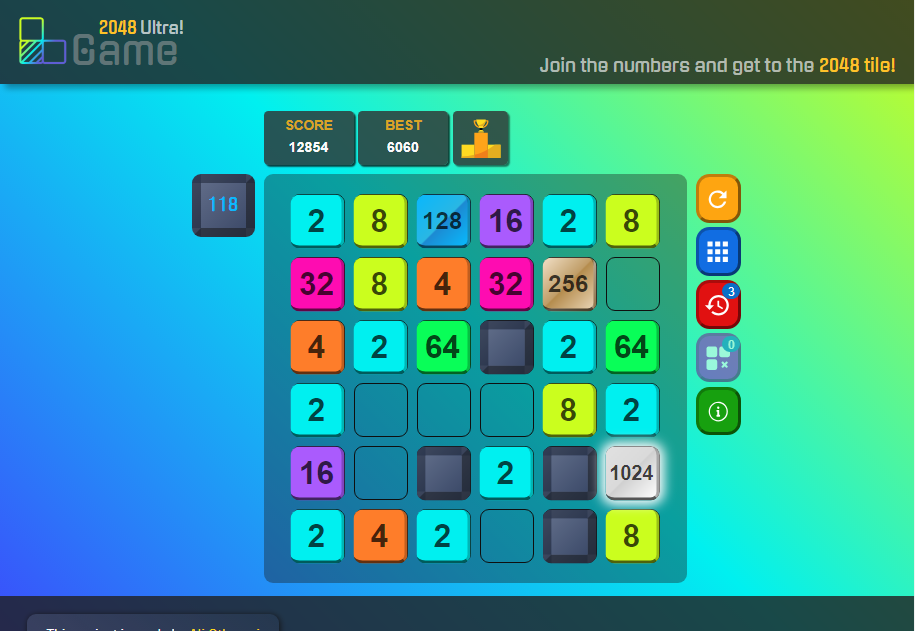 2048 Ultra!
Game
Join the numbers and get to the 2048 tile!
SCORE
12854
BEST
6060
118
2 8 128 16 2 8
32 8 4 32 256
4 2 64 2 64
2 8 2
16 2 1024
2 4 2 8
3
0